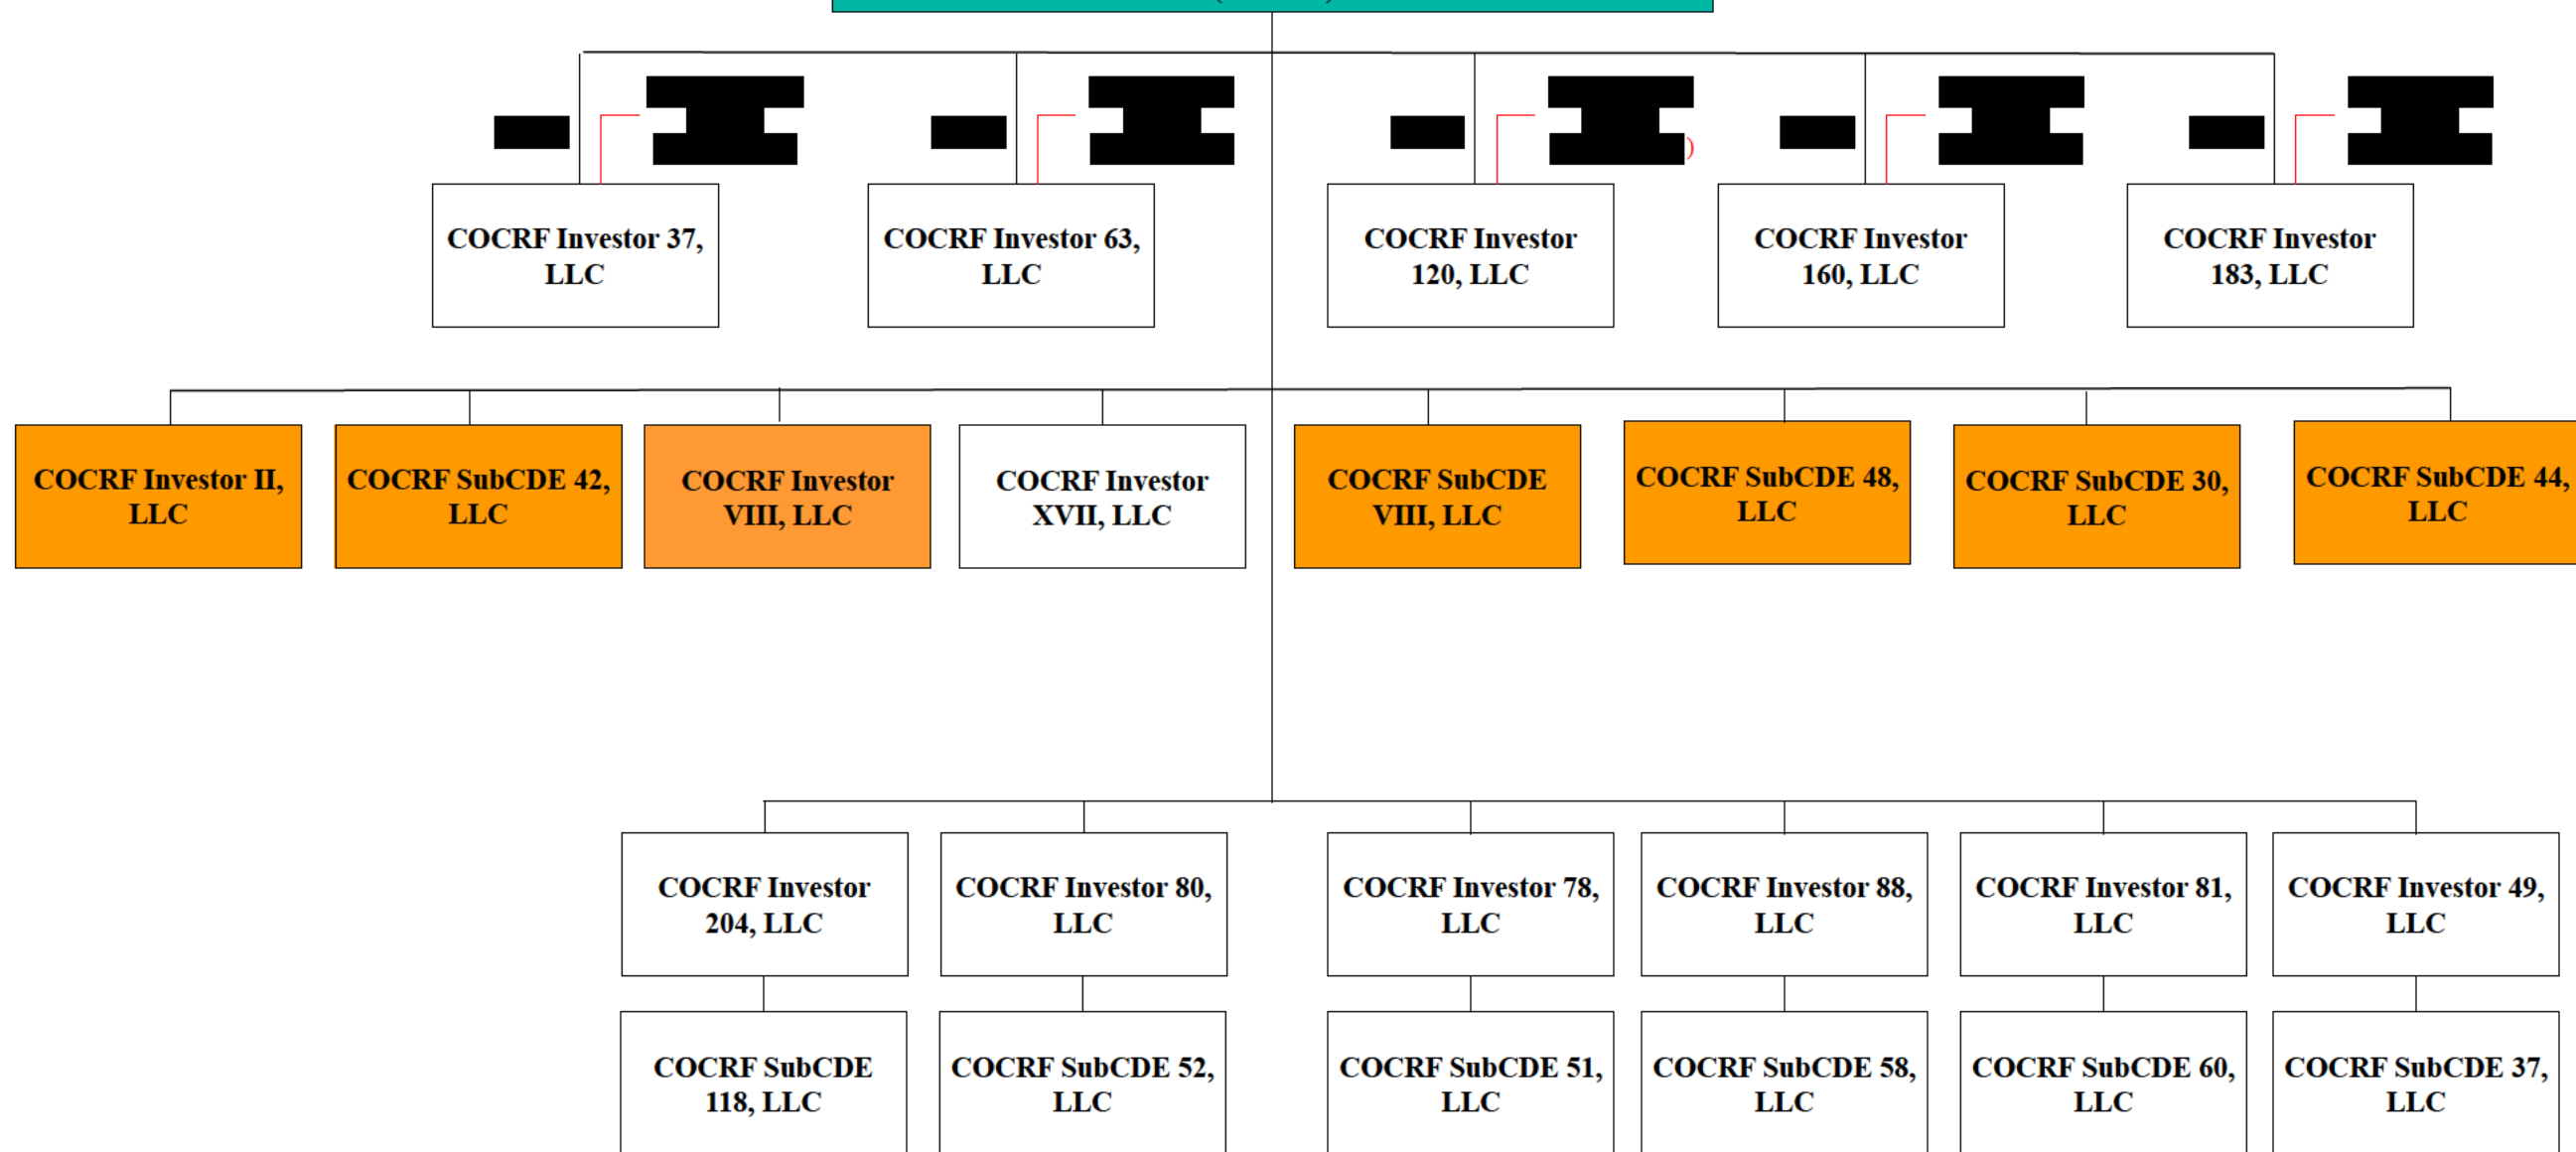 )
COCRF Investor 37,
LLC
COCRF Investor 63,
LLC
COCRF Investor
120, LLC
COCRF Investor
160, LLC
COCRF Investor
183, LLC
COCRF Investor II,
LLC
COCRF SubCDE 42,
LLC
COCRF Investor
VIII, LLC
COCRF Investor
XVII, LLC
COCRF SubCDE
VIII, LLC
COCRF SubCDE 48,
LLC
COCRF SubCDE 30,
LLC
COCRF SubCDE 44,
LLC
COCRF Investor
204, LLC
COCRF Investor 80,
LLC
COCRF Investor 78,
LLC
COCRF Investor 88,
LLC
COCRF Investor 81,
LLC
COCRF Investor 49,
LLC
COCRF SubCDE
118, LLC
COCRF SubCDE 52,
LLC
COCRF SubCDE 51,
LLC
COCRF SubCDE 58,
LLC
COCRF SubCDE 60,
LLC
COCRF SubCDE 37,
LLC